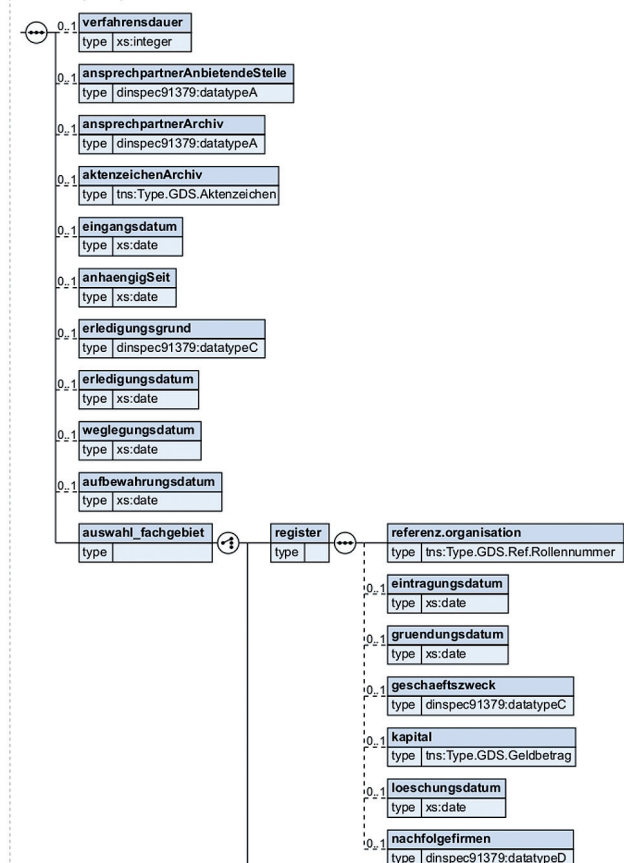 0..1 verfahrensdauer
type xs:integer
0..1 ansprechpartnerAnbietendeStelle
type dinspec91379:datatypeA
0..1 ansprechpartnerArchiv
type dinspec91379:datatypeA
0..1 aktenzeichenArchiv
type tns:Type.GDS.Aktenzeichen
0..1 eingangsdatum
type xs:date
0..1 anhaengigSeit
type xs:date
0..1 erledigungsgrund
type dinspec91379:datatypeC
0..1 erledigungsdatum
type xs:date
0..1 weglegungsdatum
type xs:date
0..1 aufbewahrungsdatum
type xs:date
auswahl_fachgebiet
type
register
type
referenz.organisation
type tns:Type.GDS.Ref.Rollennummer
0..1 eintragungsdatum
type xs:date
0..1 gruendungsdatum
type xs:date
0..1 geschaeftszweck
type dinspec91379:datatypeC
0..1 kapital
type tns:Type.GDS.Geldbetrag
0..1 loeschungsdatum
type xs:date
0..1 nachfolgefirmen
type dinspec91379:datatypeD